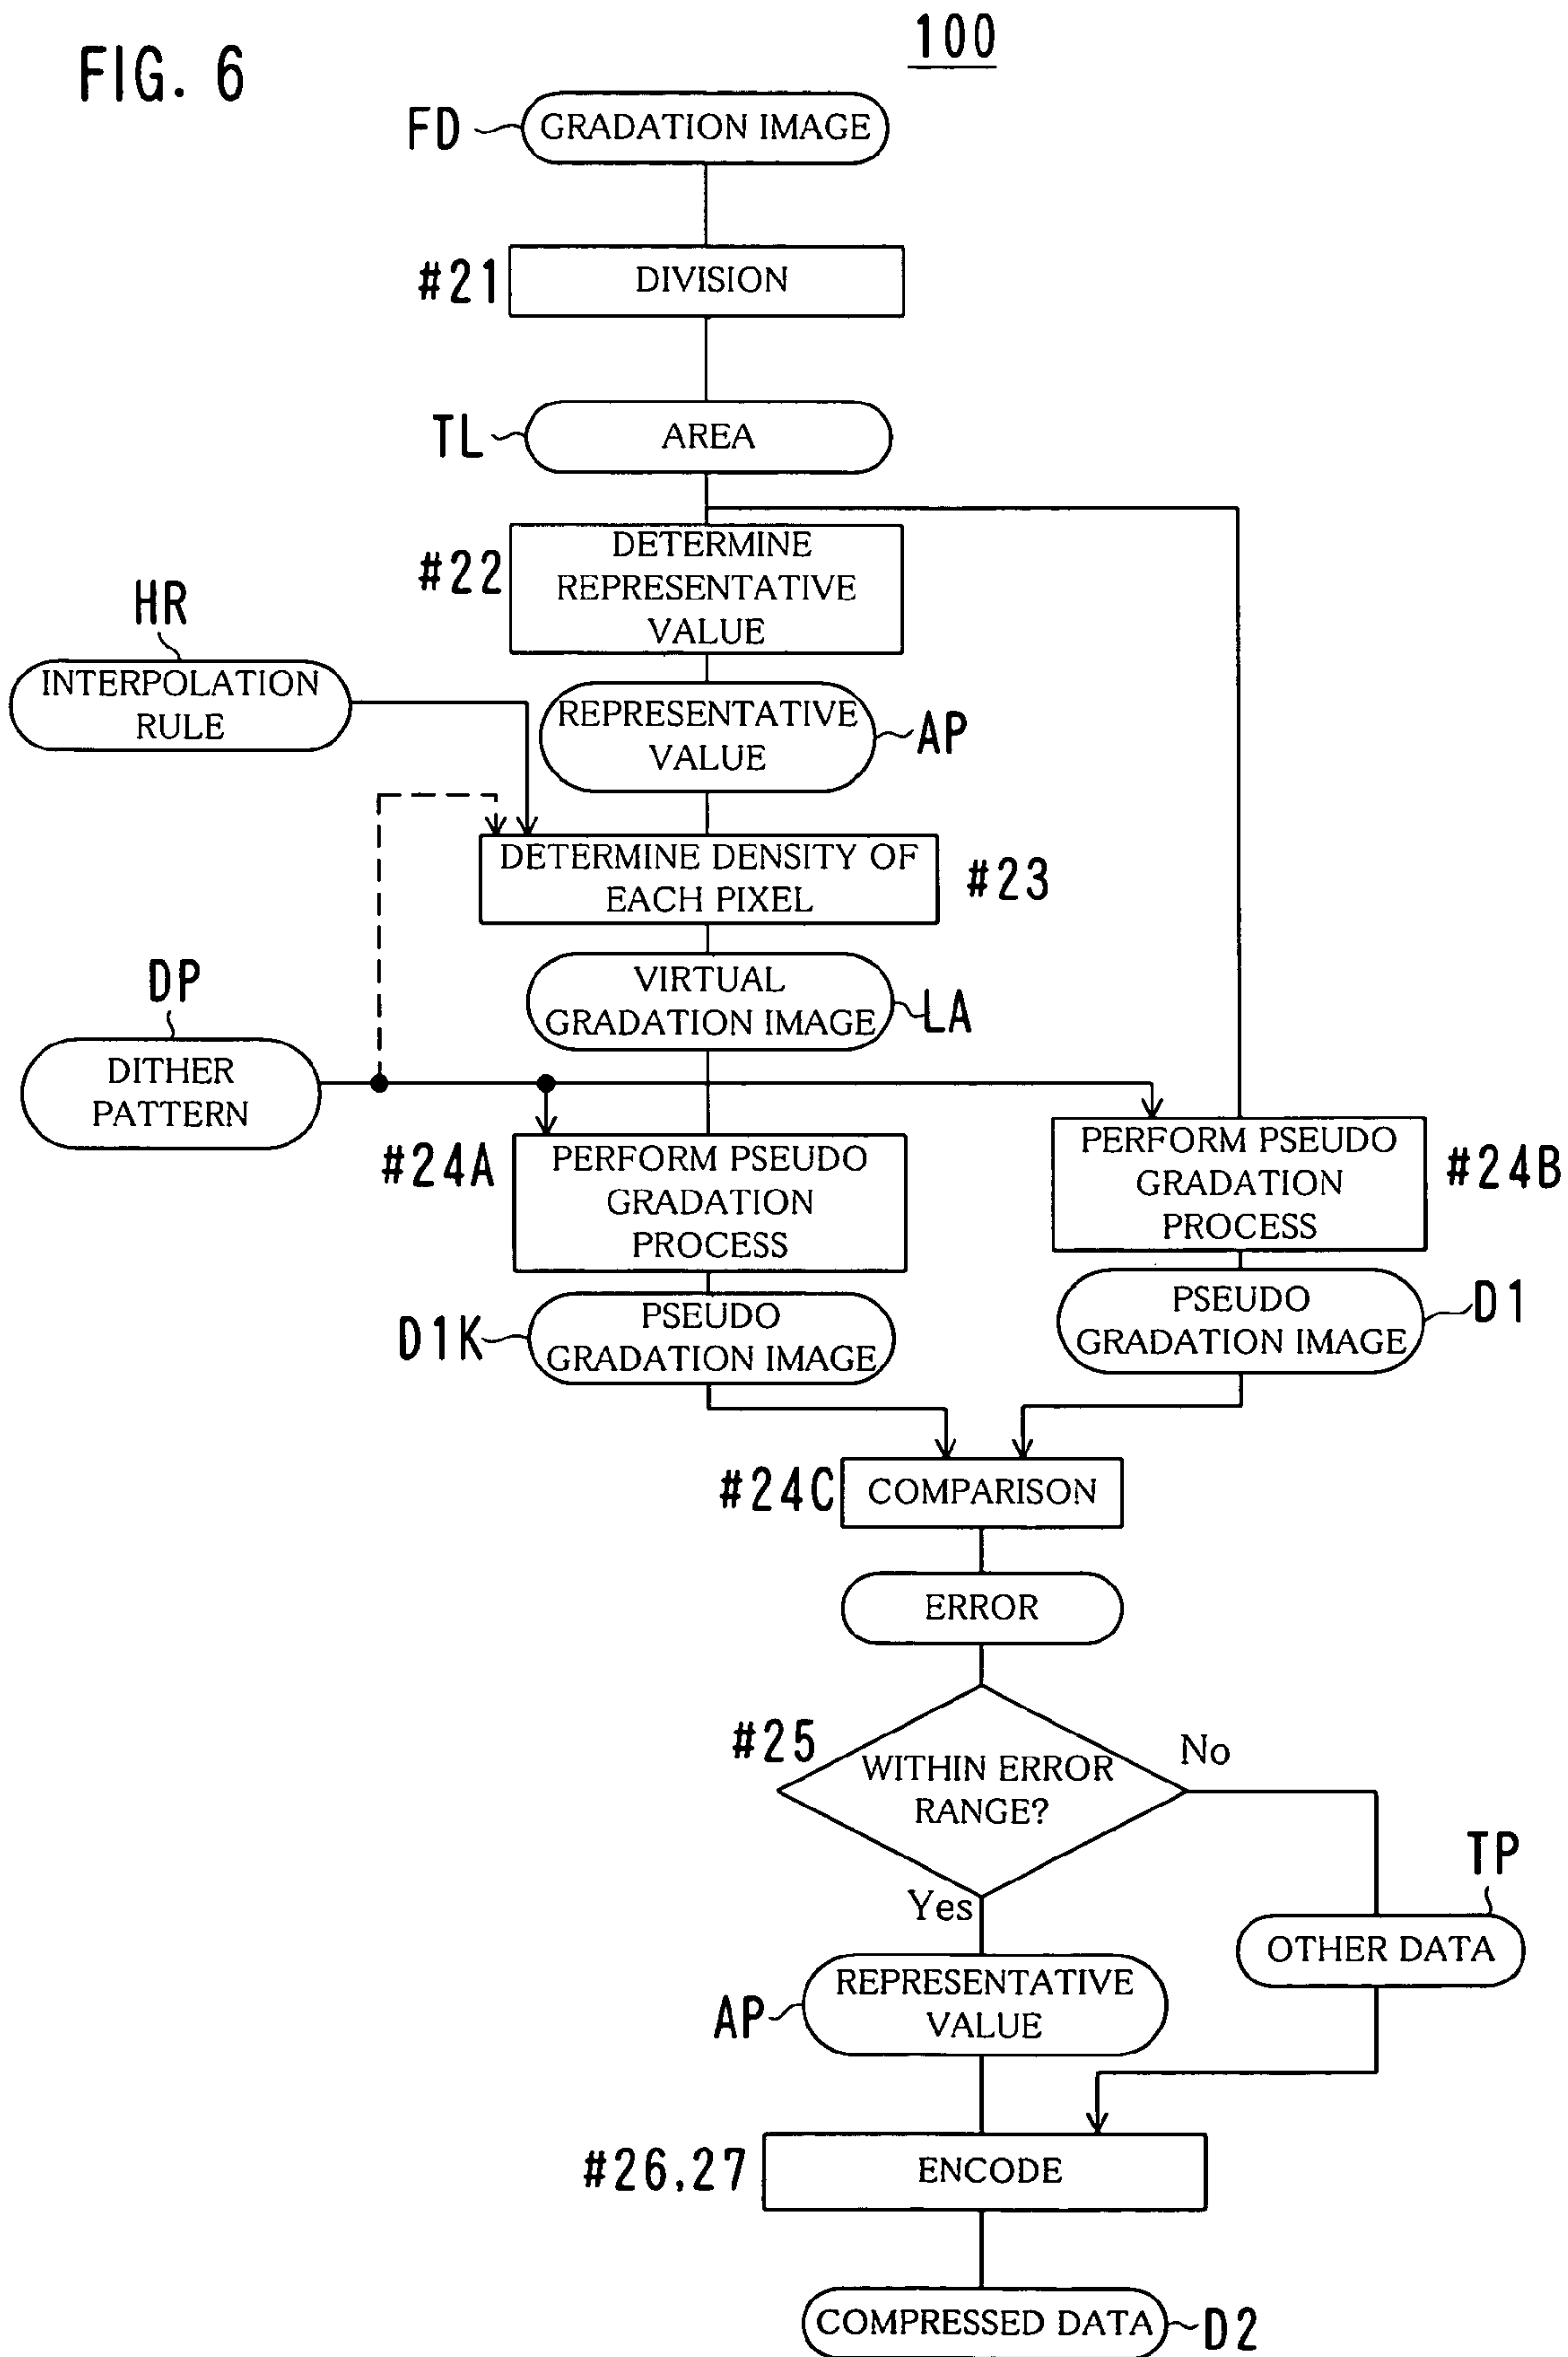 FIG. 6
100
FD
GRADATION IMAGE
#21
DIVISION
TL
AREA
#22
DETERMINE
REPRESENTATIVE
VALUE
HR
INTERPOLATION
RULE
REPRESENTATIVE
VALUE
AP
DETERMINE DENSITY OF
EACH PIXEL
#23
DP
DITHER
PATTERN
VIRTUAL
GRADATION IMAGE
LA
#24A
PERFORM PSEUDO
GRADATION
PROCESS
PERFORM PSEUDO
GRADATION
PROCESS
#24B
D1K
PSEUDO
GRADATION IMAGE
PSEUDO
GRADATION IMAGE
D1
#24C
COMPARISON
ERROR
#25
WITHIN ERROR
RANGE?
No
Yes
TP
OTHER DATA
AP
REPRESENTATIVE
VALUE
#26,27
ENCODE
COMPRESSED DATA
D2